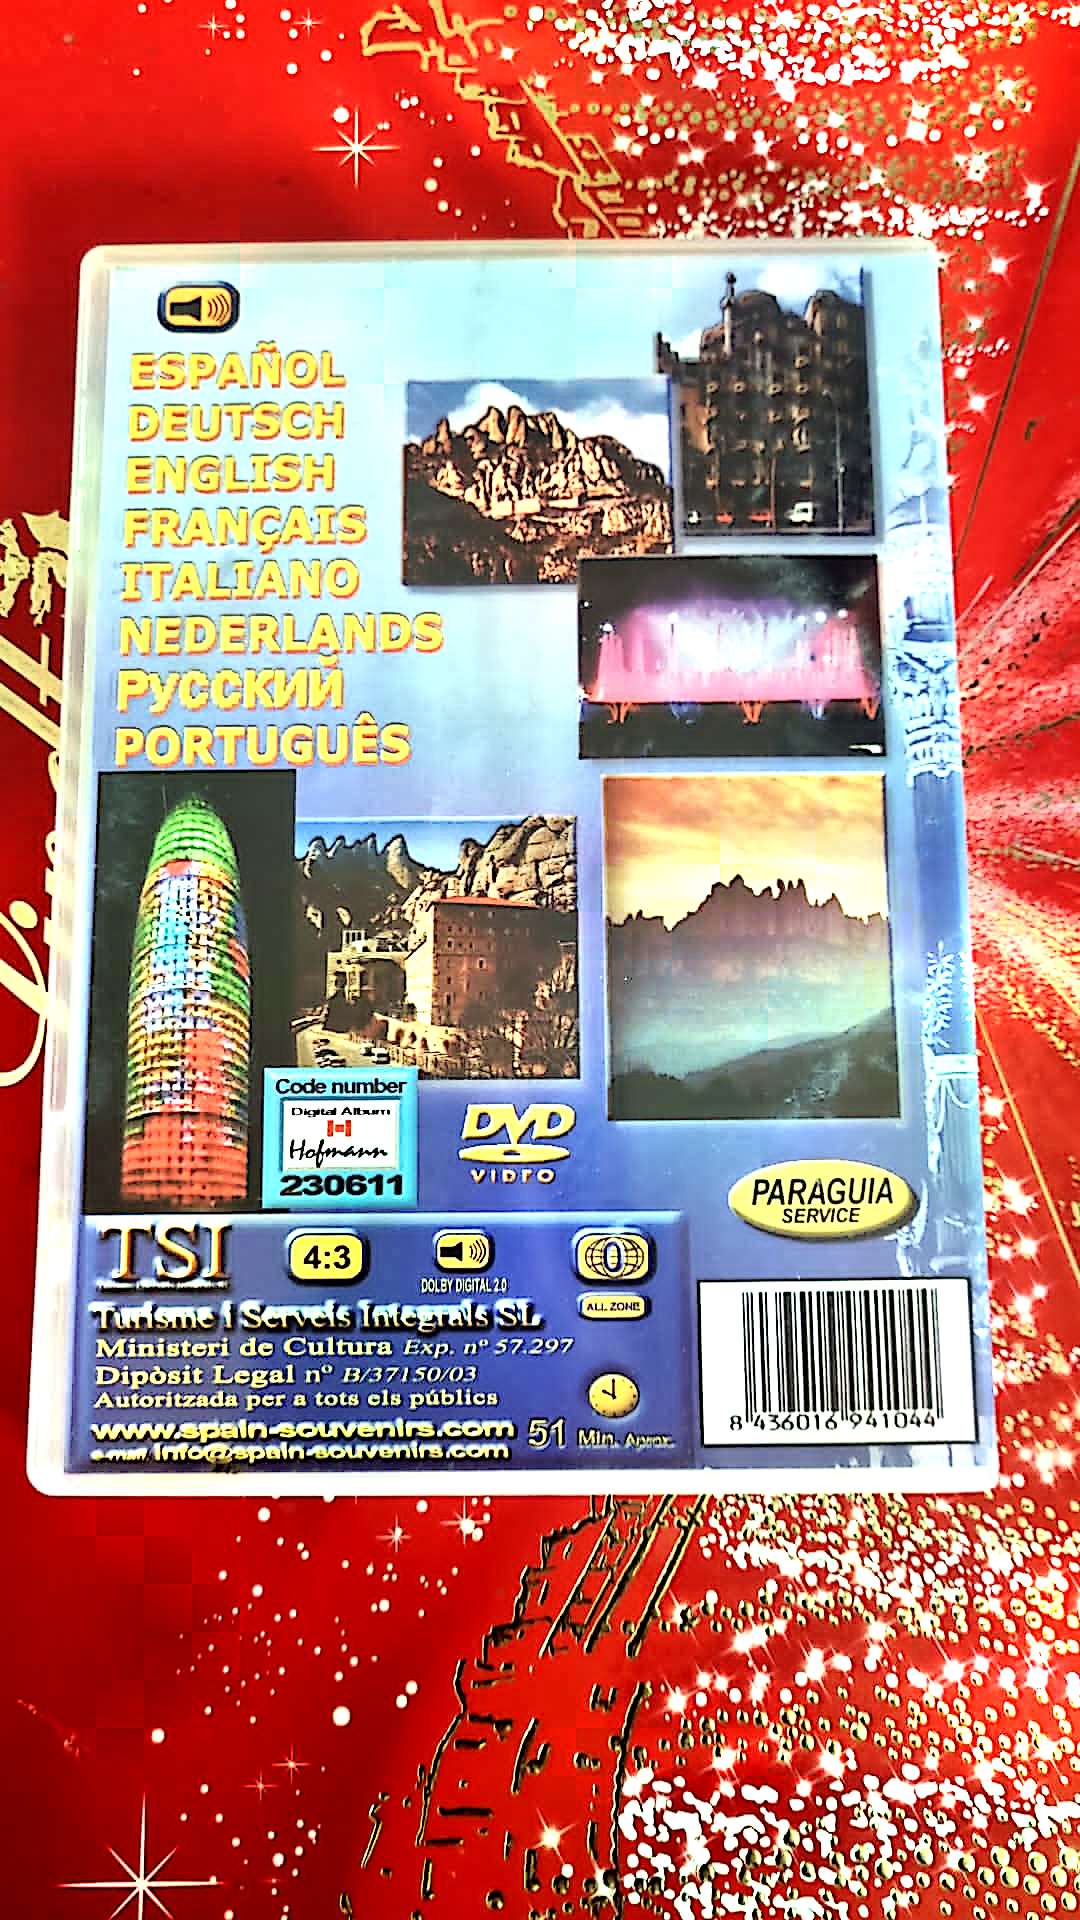 ESPAÑOL
DEUTSCH
ENGLISH
FRANÇAIS
ITALIANO
NEDERLANDS
РУССКИЙ
PORTUGUÊS
Code number
Digital Album
Hofmann
230611
DVD
VIDEO
PARAGUIA
SERVICE
TSI
4:3
DOLBY DIGITAL 2.0
0
ALL ZONE
Turisme i Serveis Integrals SL
Ministeri de Cultura Exp. nº 57.297
Dipòsit Legal nº B/37150/03
Autoritzada per a tots els públics
www.spain-souvenirs.com
e-mail: info@spain-souvenirs.com
51 Min. Aprox.
8 436016 941044